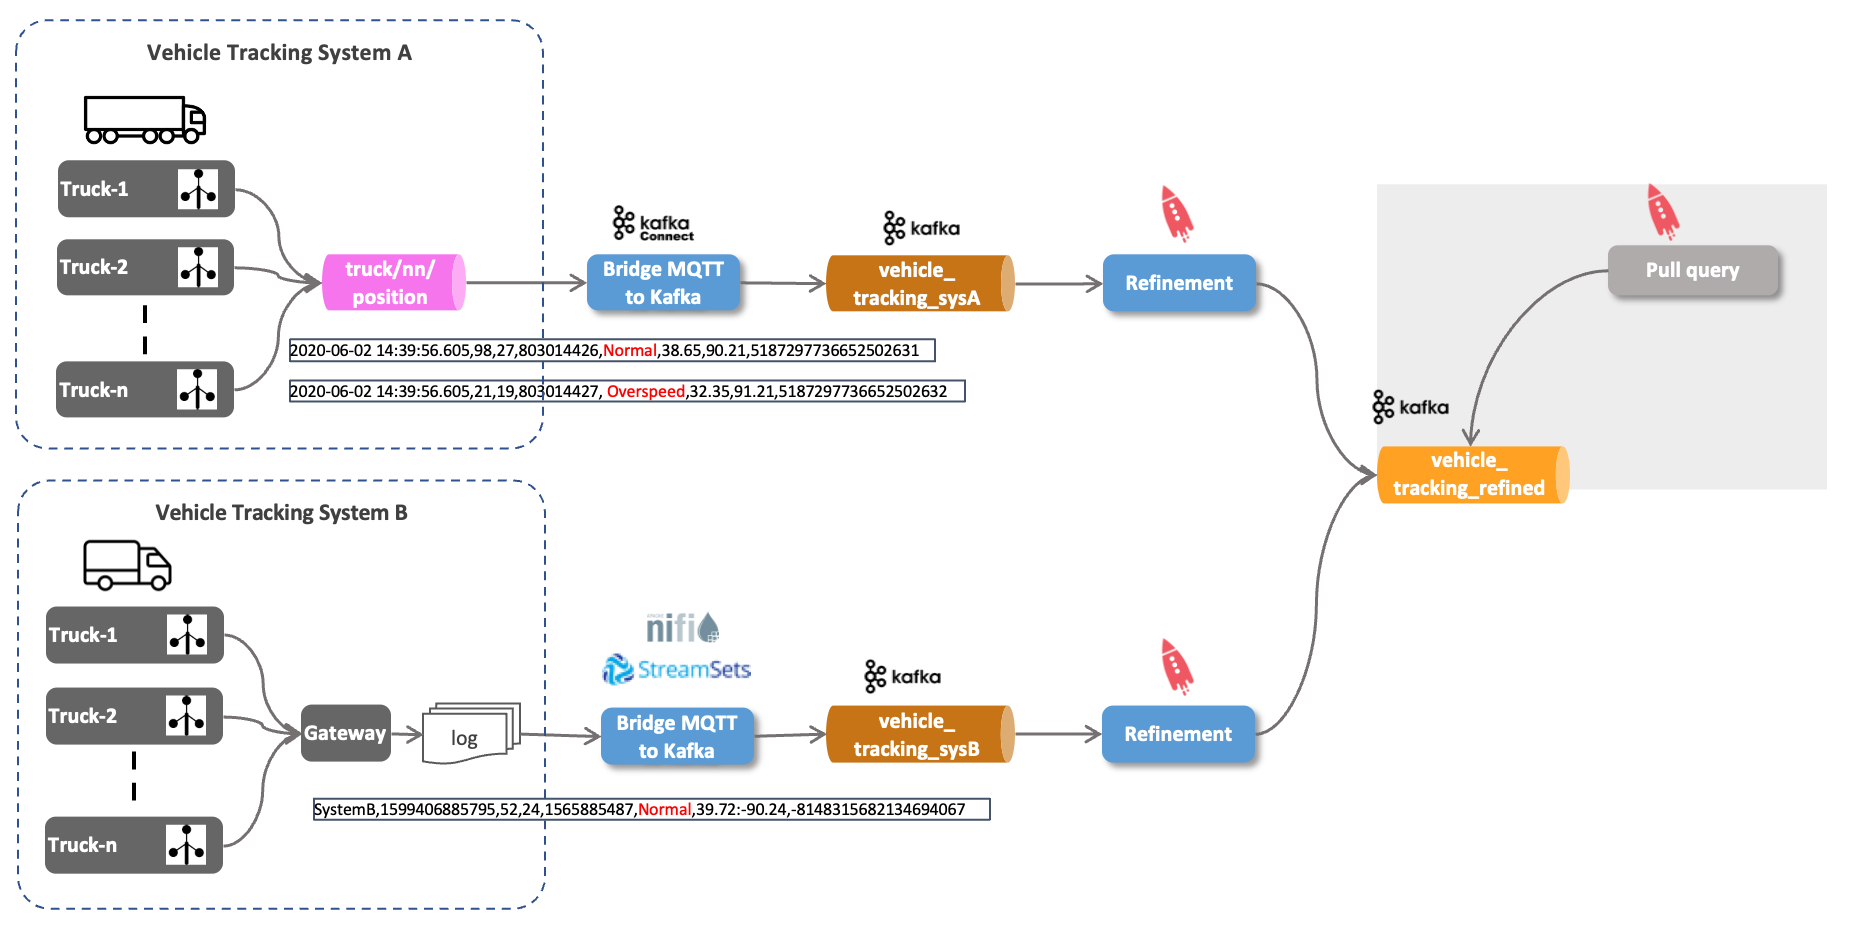 Vehicle Tracking System A
Truck-1
Truck-2
Truck-n
truck/nn/
position
kafka
Connect
Bridge MQTT
to Kafka
kafka
vehicle_
tracking_sysA
Refinement
2020-06-02 14:39:56.605,98,27,803014426,Normal,38.65,90.21,5187297736652502631
2020-06-02 14:39:56.605,21,19,803014427, Overspeed,32.35,91.21,5187297736652502632
Pull query
kafka
vehicle_
tracking_refined
Vehicle Tracking System B
Truck-1
Truck-2
Truck-n
Gateway
log
nifi
StreamSets
Bridge MQTT
to Kafka
kafka
vehicle_
tracking_sysB
Refinement
SystemB,1599406885795,52,24,1565885487,Normal,39.72:-90.24,-8148315682134694067